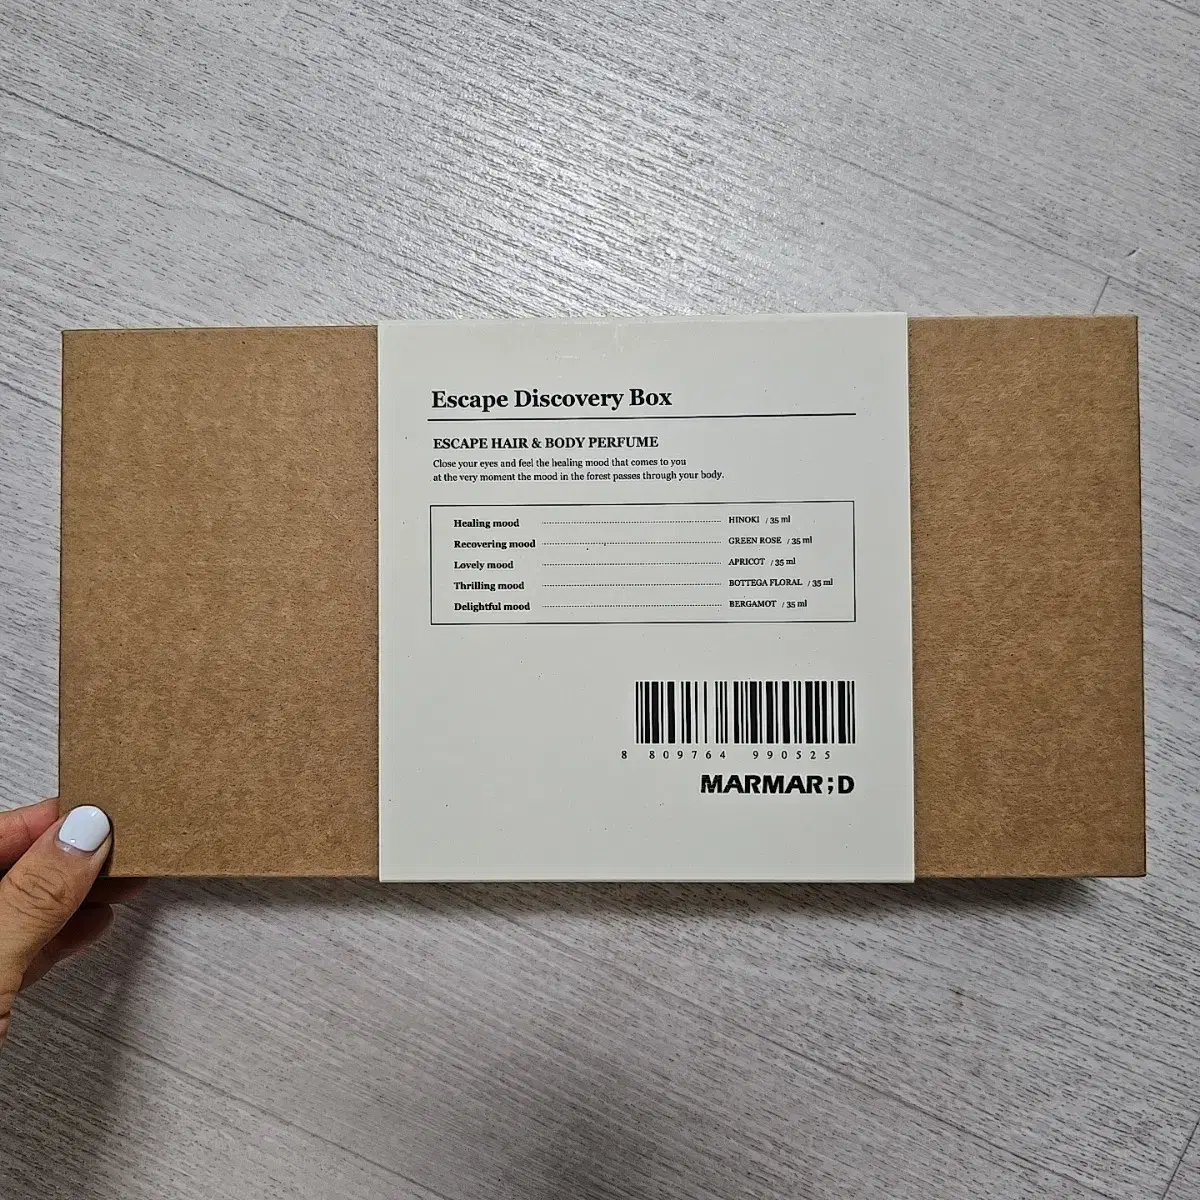 Escape Discovery Box
ESCAPE HAIR & BODY PERFUME
Close your eyes and feel the healing mood that comes to you
at the very moment the mood in the forest passes through your body.
Healing mood HINOKI / 35 ml
Recovering mood GREEN ROSE / 35 ml
Lovely mood APRICOT / 35 ml
Thrilling mood BOTTEGA FLORAL / 35 ml
Delightful mood BERGAMOT / 35 ml
8 809764 990525
MARMAR;D